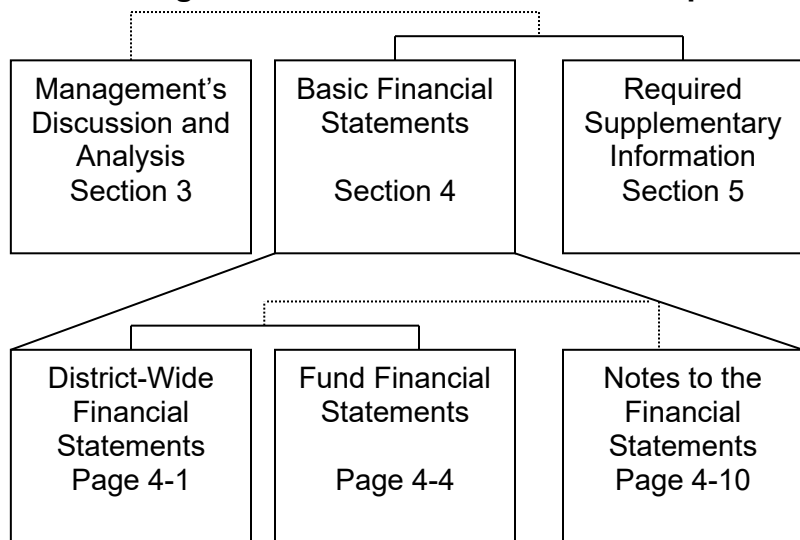 Management’s
Discussion and
Analysis
Section 3
Basic Financial
Statements
Section 4
Required
Supplementary
Information
Section 5
District-Wide
Financial
Statements
Page 4-1
Fund Financial
Statements
Page 4-4
Notes to the
Financial
Statements
Page 4-10